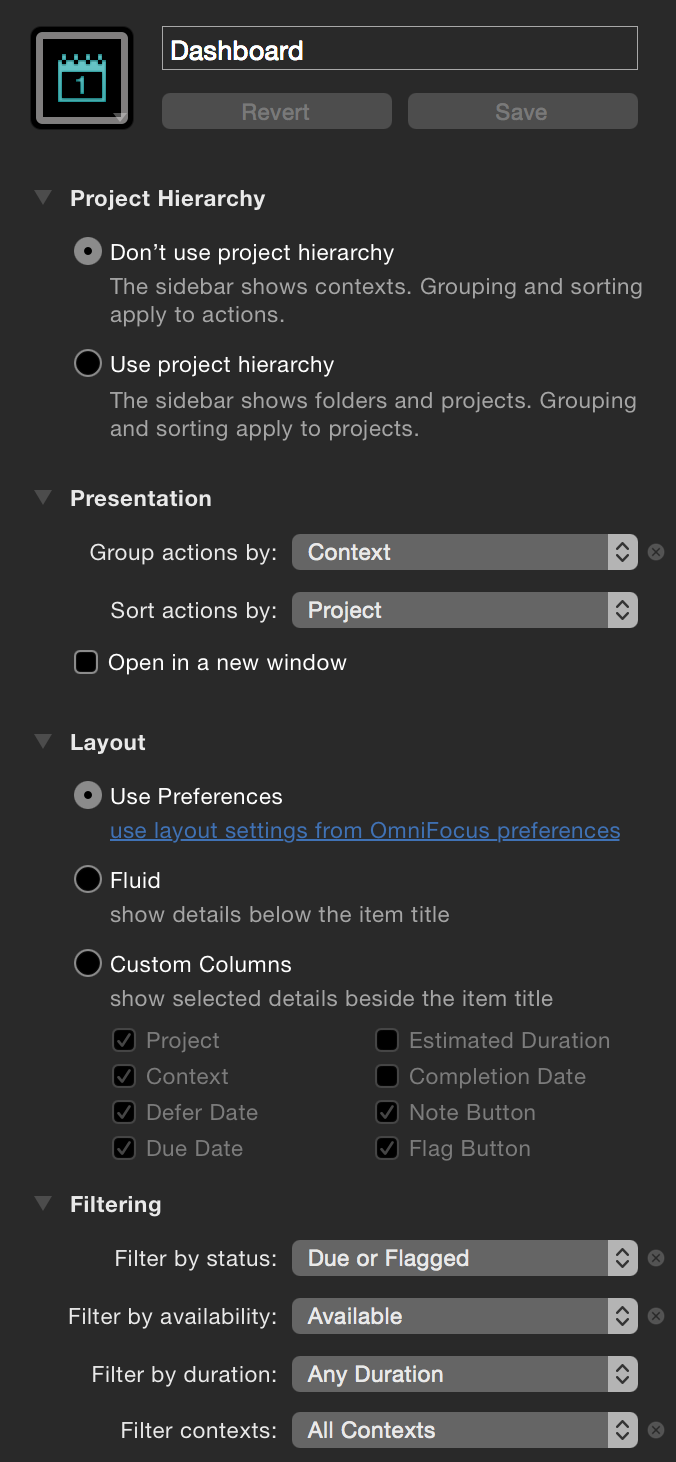 1
Dashboard
Revert Save
Project Hierarchy
Don’t use project hierarchy
The sidebar shows contexts. Grouping and sorting
apply to actions.
Use project hierarchy
The sidebar shows folders and projects. Grouping
and sorting apply to projects.
Presentation
Group actions by: Context
Sort actions by: Project
Open in a new window
Layout
Use Preferences
use layout settings from OmniFocus preferences
Fluid
show details below the item title
Custom Columns
show selected details beside the item title
Project Estimated Duration
Context Completion Date
Defer Date Note Button
Due Date Flag Button
Filtering
Filter by status: Due or Flagged
Filter by availability: Available
Filter by duration: Any Duration
Filter contexts: All Contexts